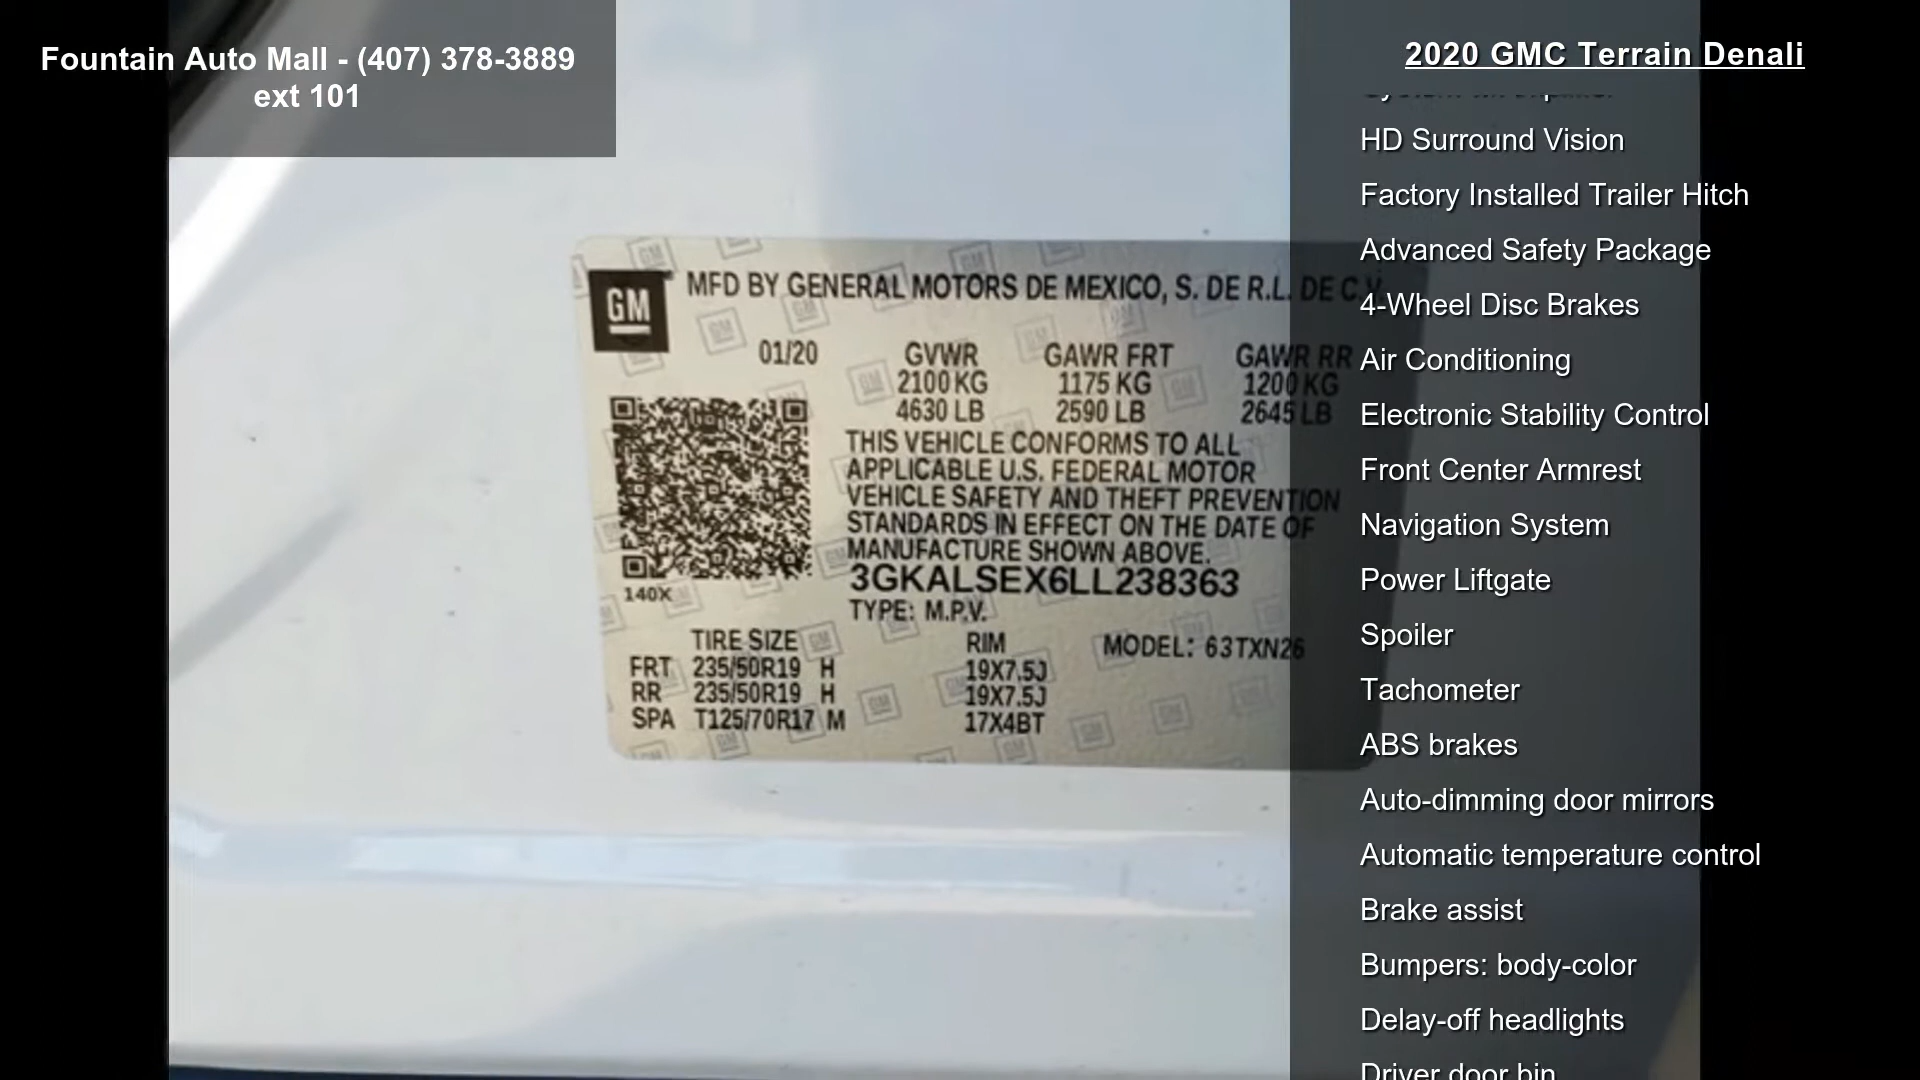 Fountain Auto Mall - (407) 378-3889
ext 101
2020 GMC Terrain Denali
HD Surround Vision
Factory Installed Trailer Hitch
Advanced Safety Package
4-Wheel Disc Brakes
Air Conditioning
Electronic Stability Control
Front Center Armrest
Navigation System
Power Liftgate
Spoiler
Tachometer
ABS brakes
Auto-dimming door mirrors
Automatic temperature control
Brake assist
Bumpers: body-color
Delay-off headlights
Driver door bin
GM
MFD BY GENERAL MOTORS DE MEXICO, S. DE R.L. DE C.V.
01/20 GVWR GAWR FRT GAWR RR
2100 KG 1175 KG 1200 KG
4630 LB 2590 LB 2645 LB
THIS VEHICLE CONFORMS TO ALL
APPLICABLE U.S. FEDERAL MOTOR
VEHICLE SAFETY AND THEFT PREVENTION
STANDARDS IN EFFECT ON THE DATE OF
MANUFACTURE SHOWN ABOVE.
3GKALSEX6LL238363
140X
TYPE: M.P.V.
TIRE SIZE RIM MODEL: 63TXN26
FRT 235/50R19 H 19X7.5J
RR 235/50R19 H 19X7.5J
SPA T125/70R17 M 17X4BT